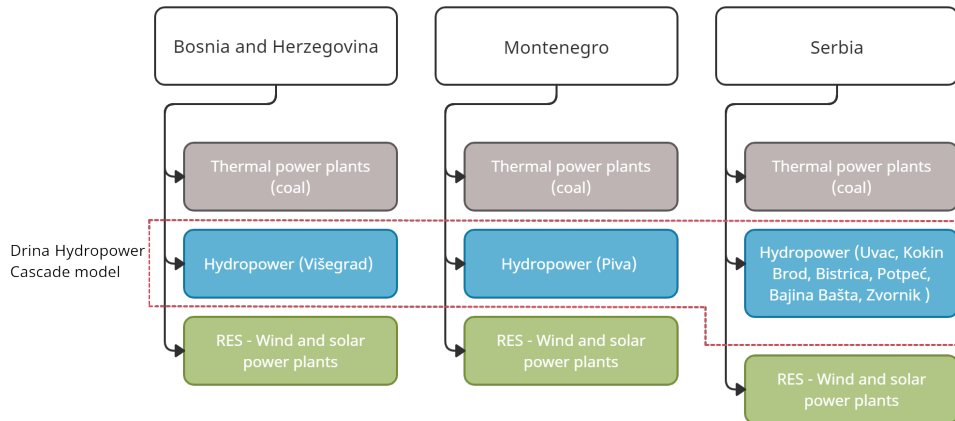 Bosnia and Herzegovina
Montenegro
Serbia
Thermal power plants
(coal)
Thermal power plants
(coal)
Thermal power plants
(coal)
Drina Hydropower
Cascade model
Hydropower (Višegrad)
Hydropower (Piva)
Hydropower (Uvac, Kokin
Brod, Bistrica, Potpeć,
Bajina Bašta, Zvornik )
RES - Wind and solar
power plants
RES - Wind and solar
power plants
RES - Wind and solar
power plants